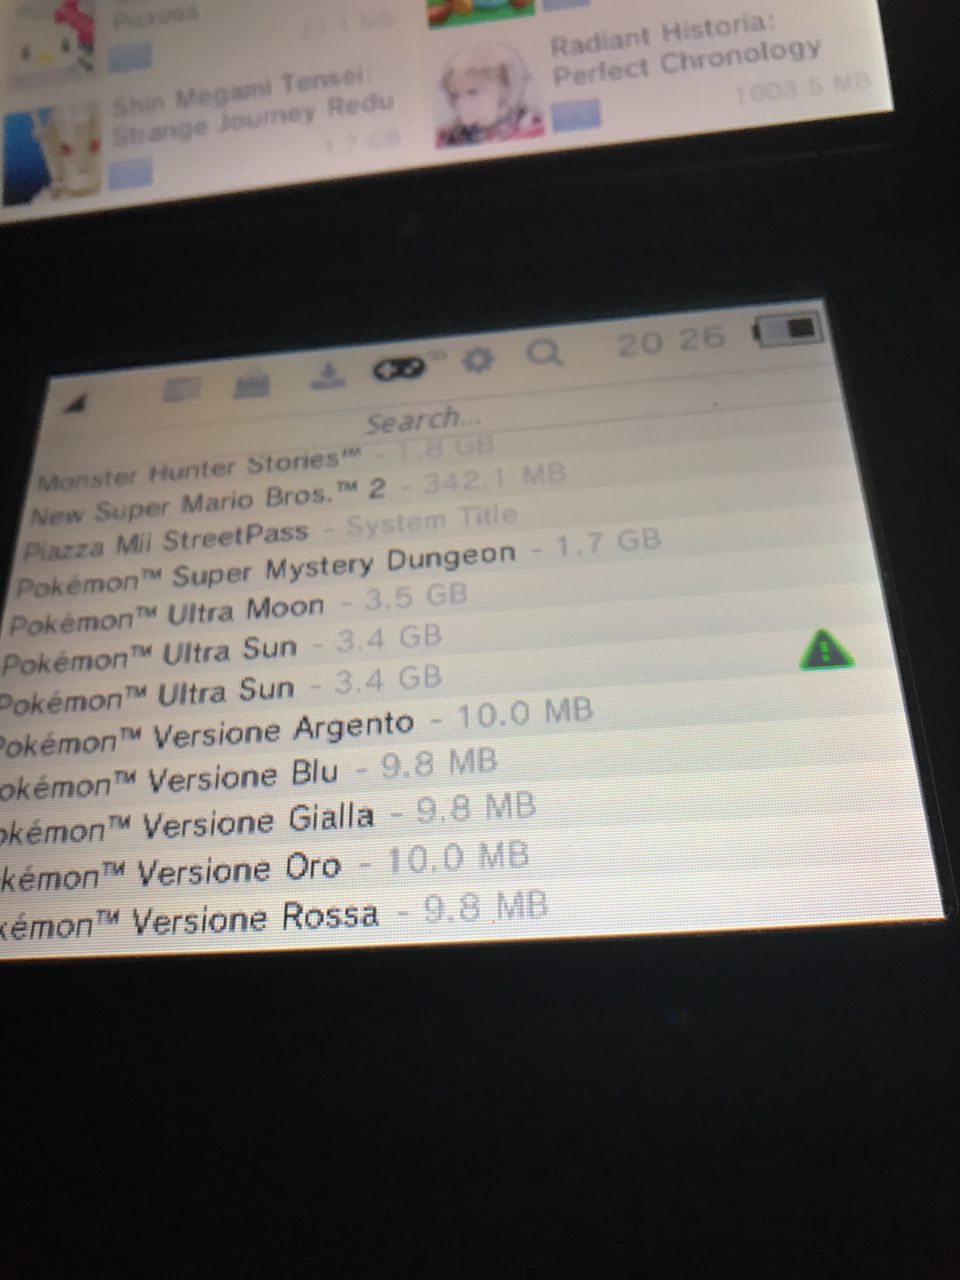 Picross
37.1 MB
Shin Megami Tensei:
Strange Journey Redu
1.7 GB
Radiant Historia:
Perfect Chronology
1003.5 MB
20 26
Search...
Monster Hunter Stories™ - 1.8 GB
New Super Mario Bros.™ 2 - 342.1 MB
Piazza Mii StreetPass - System Title
Pokémon™ Super Mystery Dungeon - 1.7 GB
Pokémon™ Ultra Moon - 3.5 GB
Pokémon™ Ultra Sun - 3.4 GB
Pokémon™ Ultra Sun - 3.4 GB
Pokémon™ Versione Argento - 10.0 MB
okémon™ Versione Blu - 9.8 MB
okémon™ Versione Gialla - 9.8 MB
kémon™ Versione Oro - 10.0 MB
kémon™ Versione Rossa - 9.8 MB